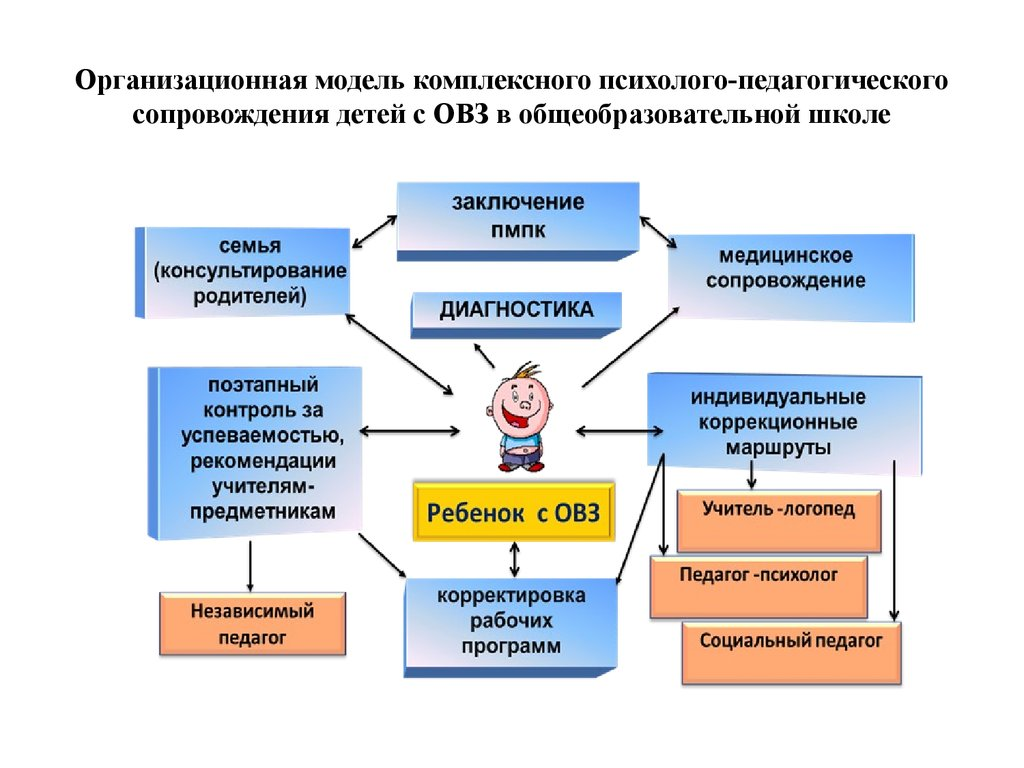 Организационная модель комплексного психолого-педагогического
сопровождения детей с ОВЗ в общеобразовательной школе
заключение
пмпк
семья
(консультирование
родителей)
медицинское
сопровождение
ДИАГНОСТИКА
поэтапный
контроль за
успеваемостью,
рекомендации
учителям-
предметникам
индивидуальные
коррекционные
маршруты
Ребенок с ОВЗ
Учитель -логопед
Педагог -психолог
Социальный педагог
Независимый
педагог
корректировка
рабочих
программ